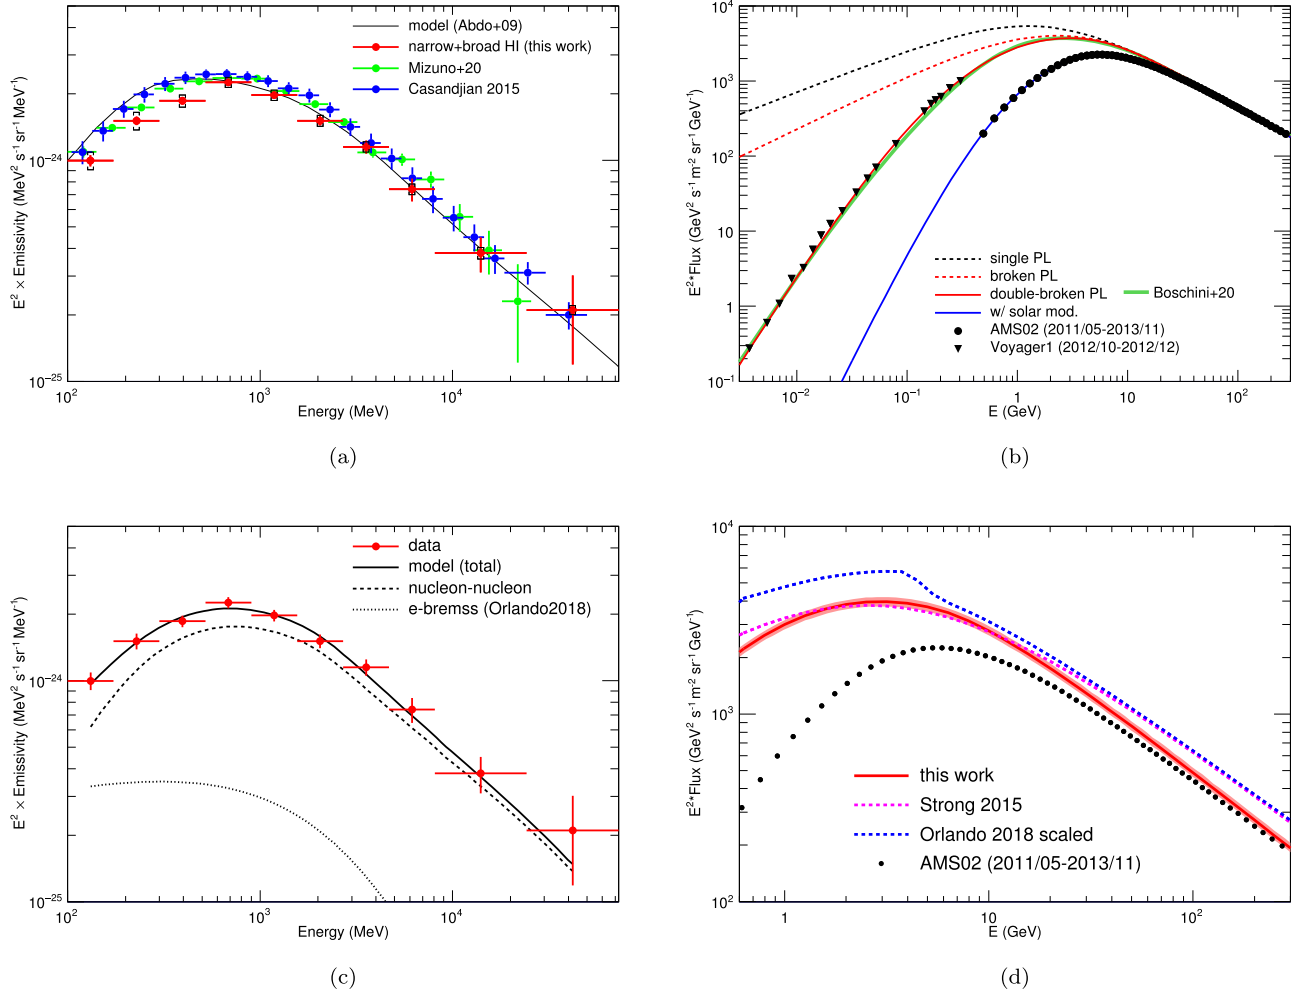 model (Abdo+09)
narrow+broad HI (this work)
Mizuno+20
Casandjian 2015
E² × Emissivity (MeV² s⁻¹ sr⁻¹ MeV⁻¹)
10⁻²⁴
10⁻²⁵
10² 10³ 10⁴
Energy (MeV)
(a)
E²*Flux (GeV² s⁻¹ m⁻² sr⁻¹ GeV⁻¹)
10⁴
10³
10²
10
1
10⁻¹
single PL
broken PL
double-broken PL
Boschini+20
w/ solar mod.
AMS02 (2011/05-2013/11)
Voyager1 (2012/10-2012/12)
10⁻² 10⁻¹ 1 10 10²
E (GeV)
(b)
data
model (total)
nucleon-nucleon
e-bremss (Orlando2018)
E² × Emissivity (MeV² s⁻¹ sr⁻¹ MeV⁻¹)
10⁻²⁴
10⁻²⁵
10² 10³ 10⁴
Energy (MeV)
(c)
E²*Flux (GeV² s⁻¹ m⁻² sr⁻¹ GeV⁻¹)
10⁴
10³
10²
this work
Strong 2015
Orlando 2018 scaled
AMS02 (2011/05-2013/11)
1 10 10²
E (GeV)
(d)